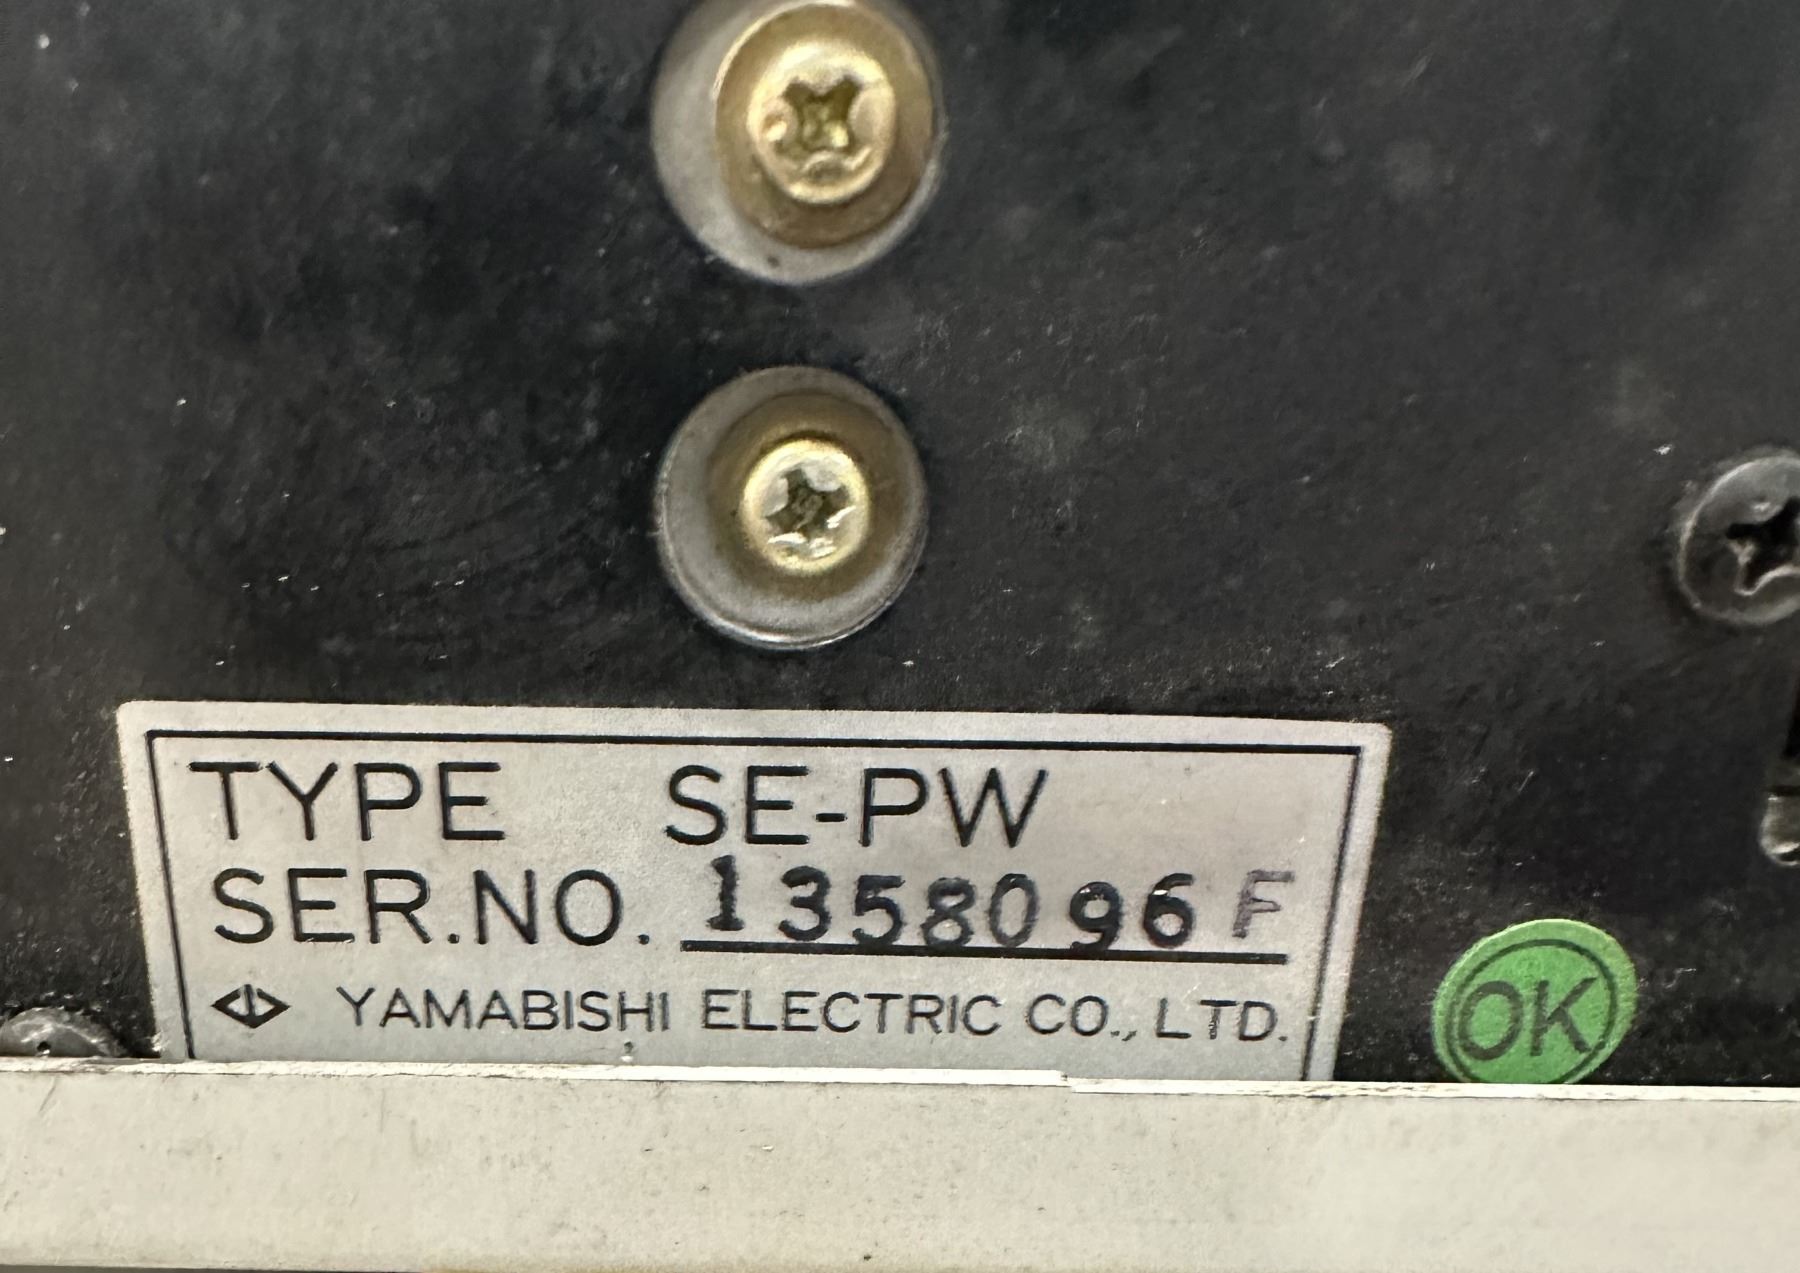 TYPE SE-PW
SER.NO. 1358096F
YAMABISHI ELECTRIC CO., LTD.
OK